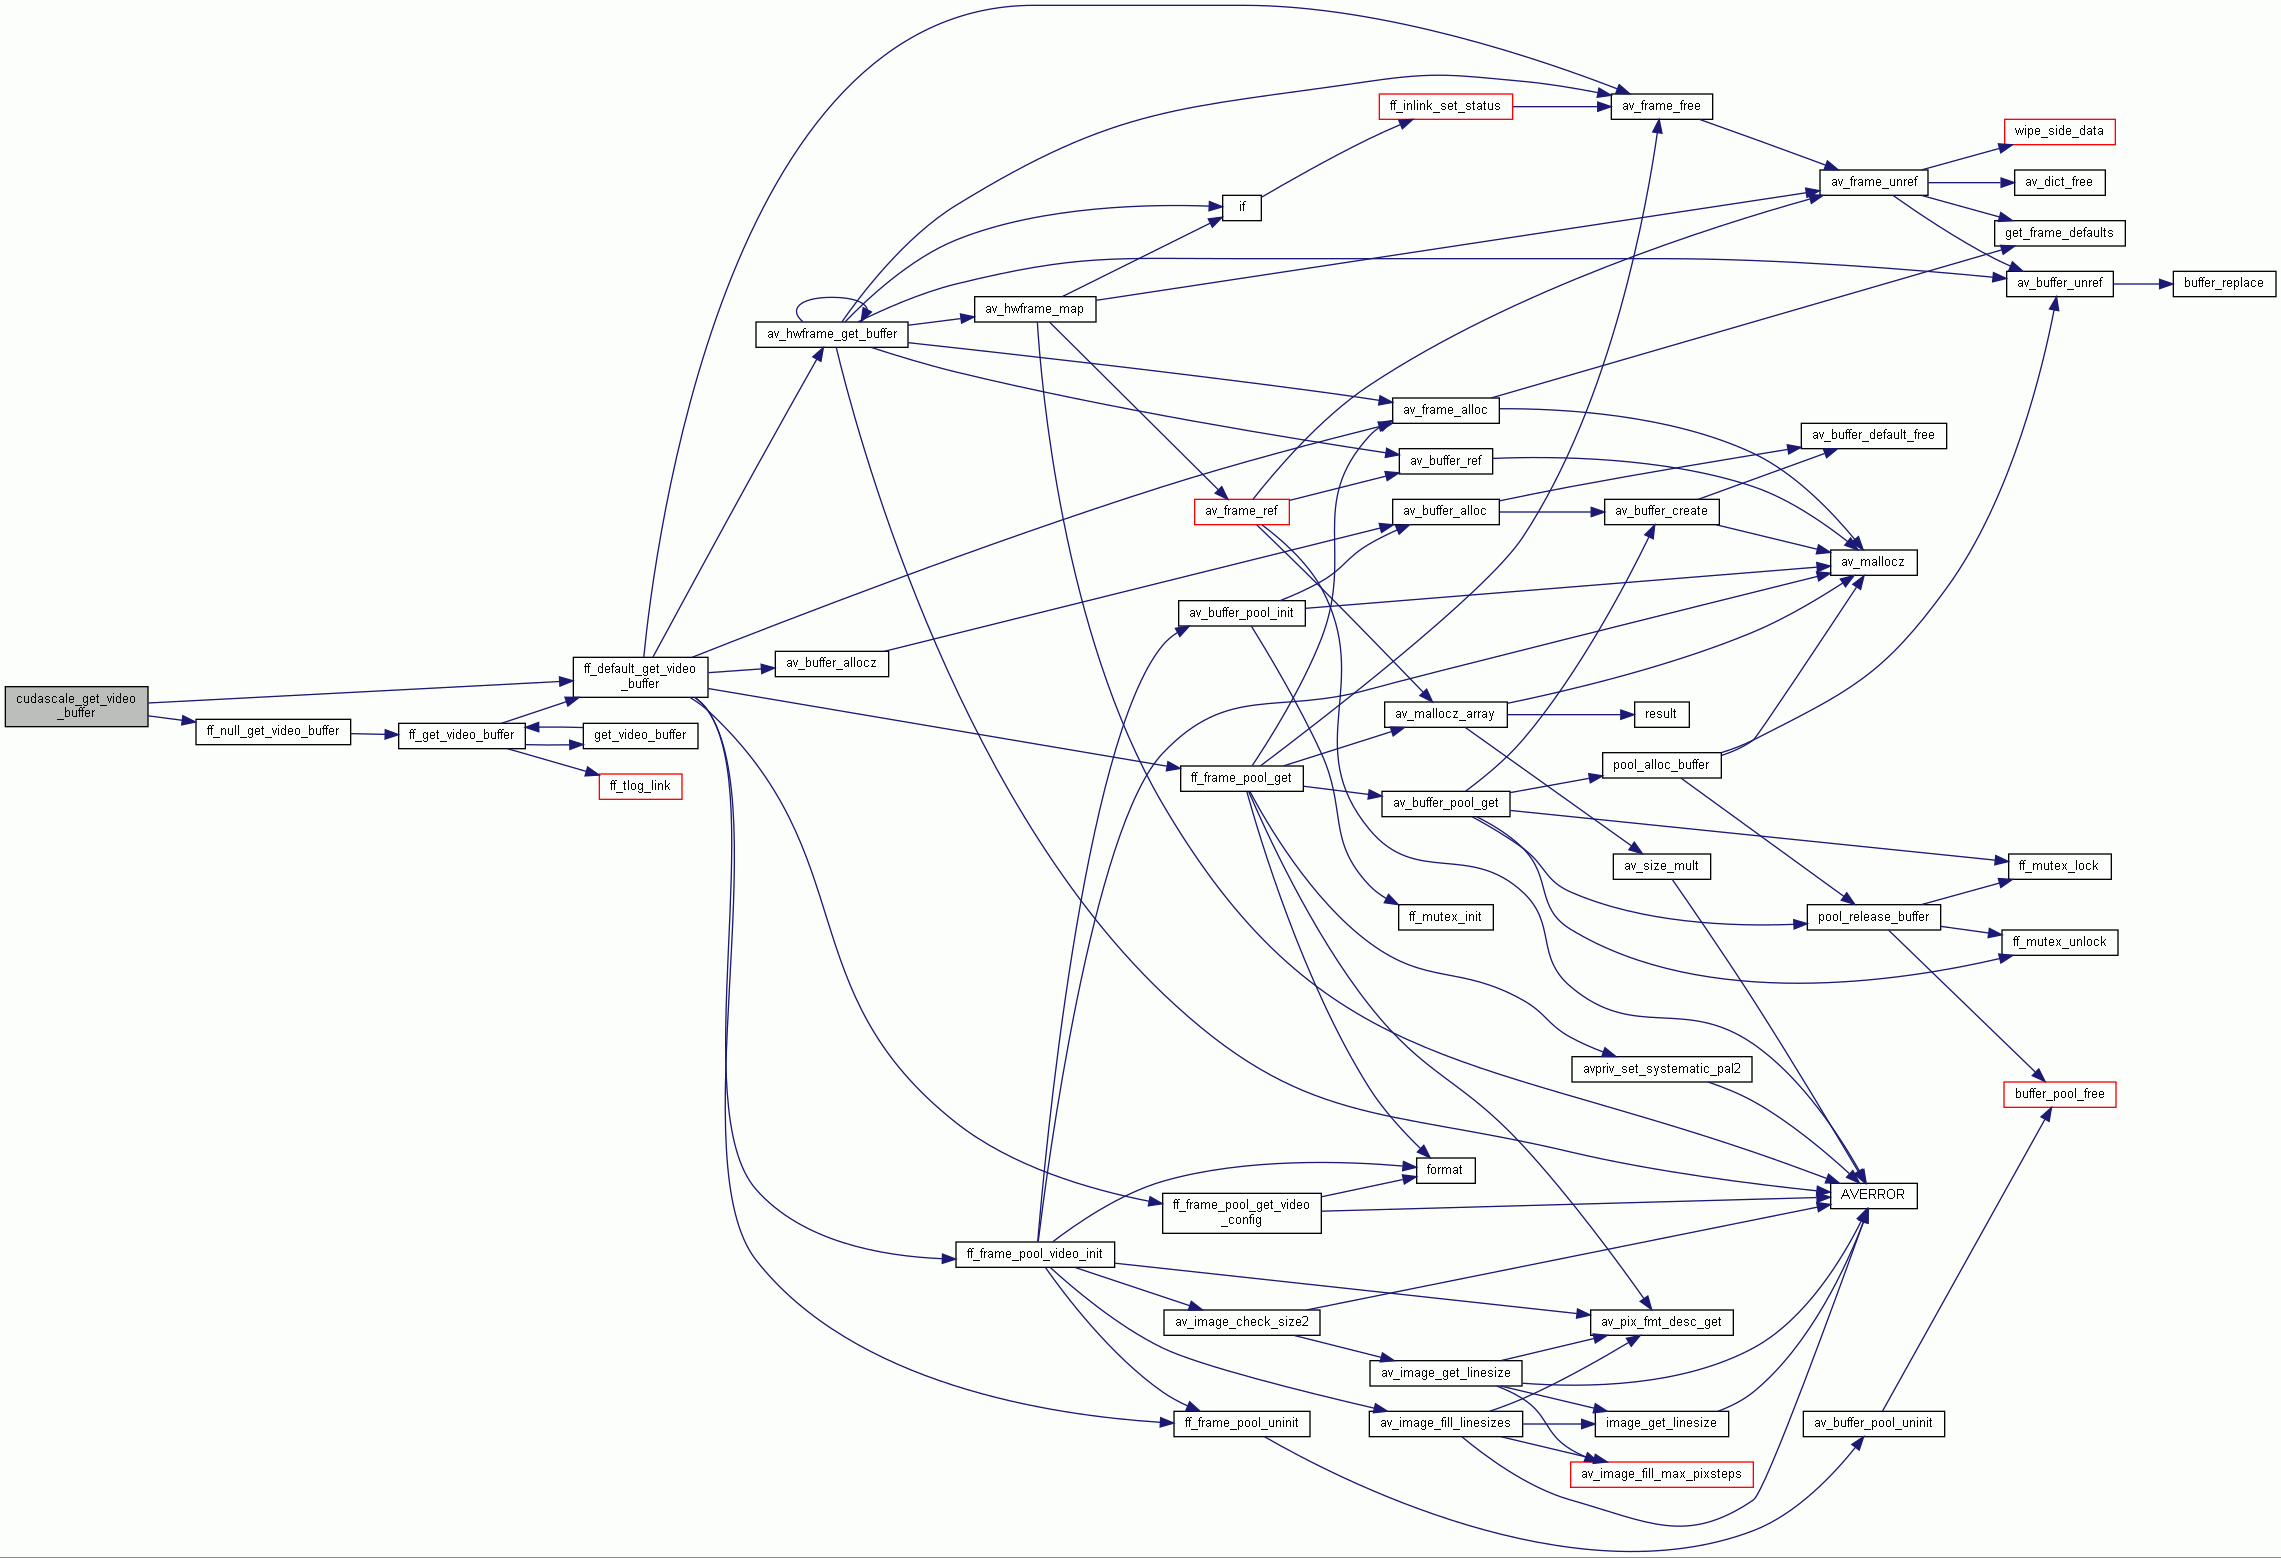 cudascale_get_video
_buffer
ff_null_get_video_buffer
ff_get_video_buffer
ff_default_get_video
_buffer
get_video_buffer
ff_tlog_link
av_hwframe_get_buffer
av_buffer_allocz
av_hwframe_map
ff_frame_pool_video_init
if
av_frame_ref
av_buffer_pool_init
ff_frame_pool_get
ff_frame_pool_get_video
_config
av_image_check_size2
ff_frame_pool_uninit
ff_inlink_set_status
av_frame_alloc
av_buffer_ref
av_buffer_alloc
av_mallocz_array
av_buffer_pool_get
ff_mutex_init
format
av_image_get_linesize
av_image_fill_linesizes
av_frame_free
av_buffer_create
result
pool_alloc_buffer
av_size_mult
avpriv_set_systematic_pal2
av_pix_fmt_desc_get
image_get_linesize
av_image_fill_max_pixsteps
av_frame_unref
av_buffer_default_free
av_mallocz
pool_release_buffer
AVERROR
av_buffer_pool_uninit
wipe_side_data
av_dict_free
get_frame_defaults
av_buffer_unref
ff_mutex_lock
ff_mutex_unlock
buffer_pool_free
buffer_replace